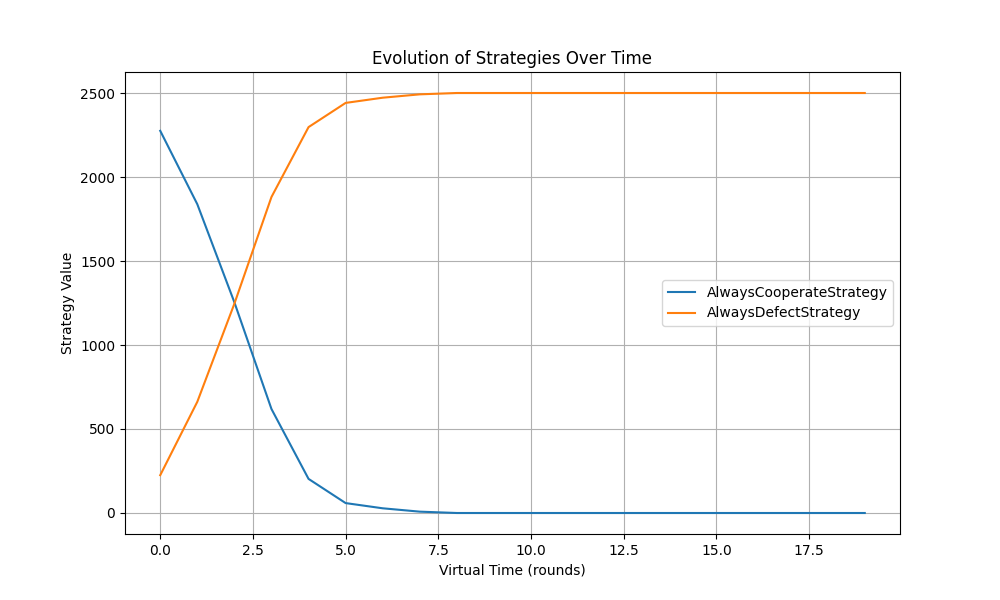 Evolution of Strategies Over Time
Strategy Value
2500
2000
1500
1000
500
0
AlwaysCooperateStrategy
AlwaysDefectStrategy
0.0 2.5 5.0 7.5 10.0 12.5 15.0 17.5
Virtual Time (rounds)